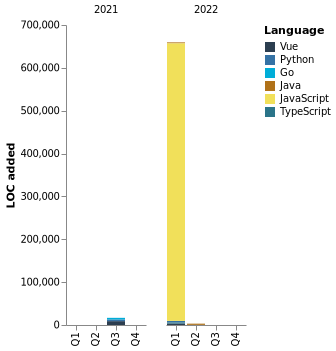 2021 2022
Language
Vue
Python
Go
Java
JavaScript
TypeScript
LOC added
700,000
600,000
500,000
400,000
300,000
200,000
100,000
0
Q1 Q2 Q3 Q4 Q1 Q2 Q3 Q4